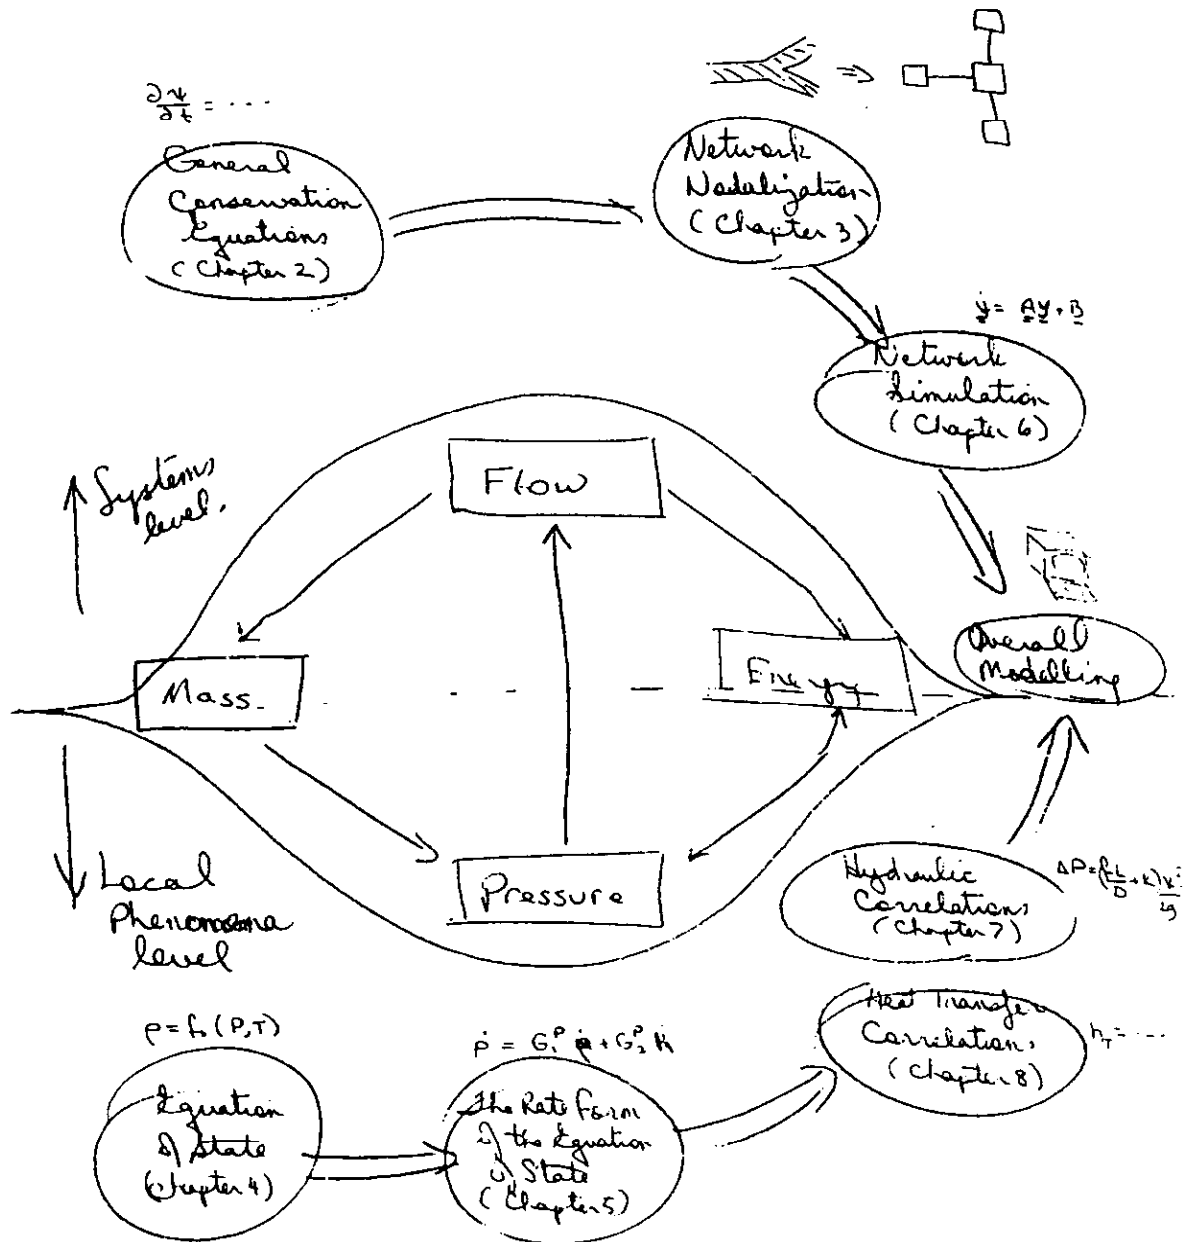 ∂ψ/∂t = ....
General
Conservation
Equations
(Chapter 2)
Network
Nodalization
(Chapter 3)
ẏ = Ay + B
Network
Simulation
(Chapter 6)
Systems
level.
Flow
Mass
Energy
Pressure
Overall
Modelling
Local
Phenomena
level
Hydraulic
Correlations
(Chapter 7)
ΔP = (fL/D + k) v²/2g
Heat Transfer
Correlations
(Chapter 8)
h_T = ....
ρ = fn(P,T)
Equation
of State
(Chapter 4)
The Rate Form
of the Equation
of State
(Chapter 5)